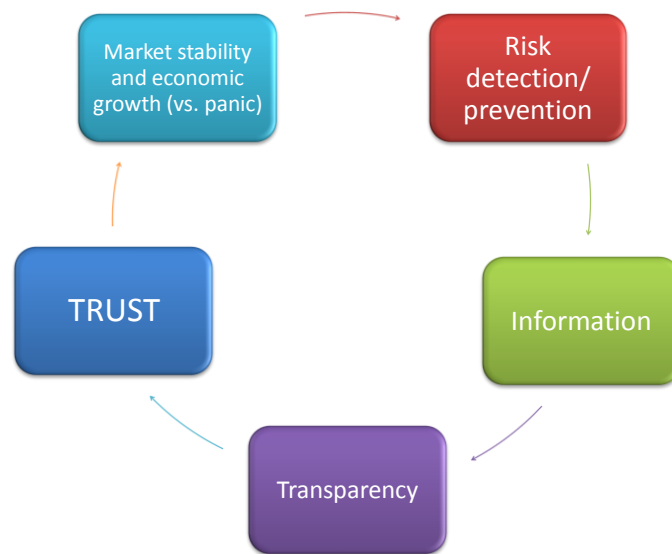 Market stability
and economic
growth (vs. panic)
Risk
detection/
prevention
Information
Transparency
TRUST